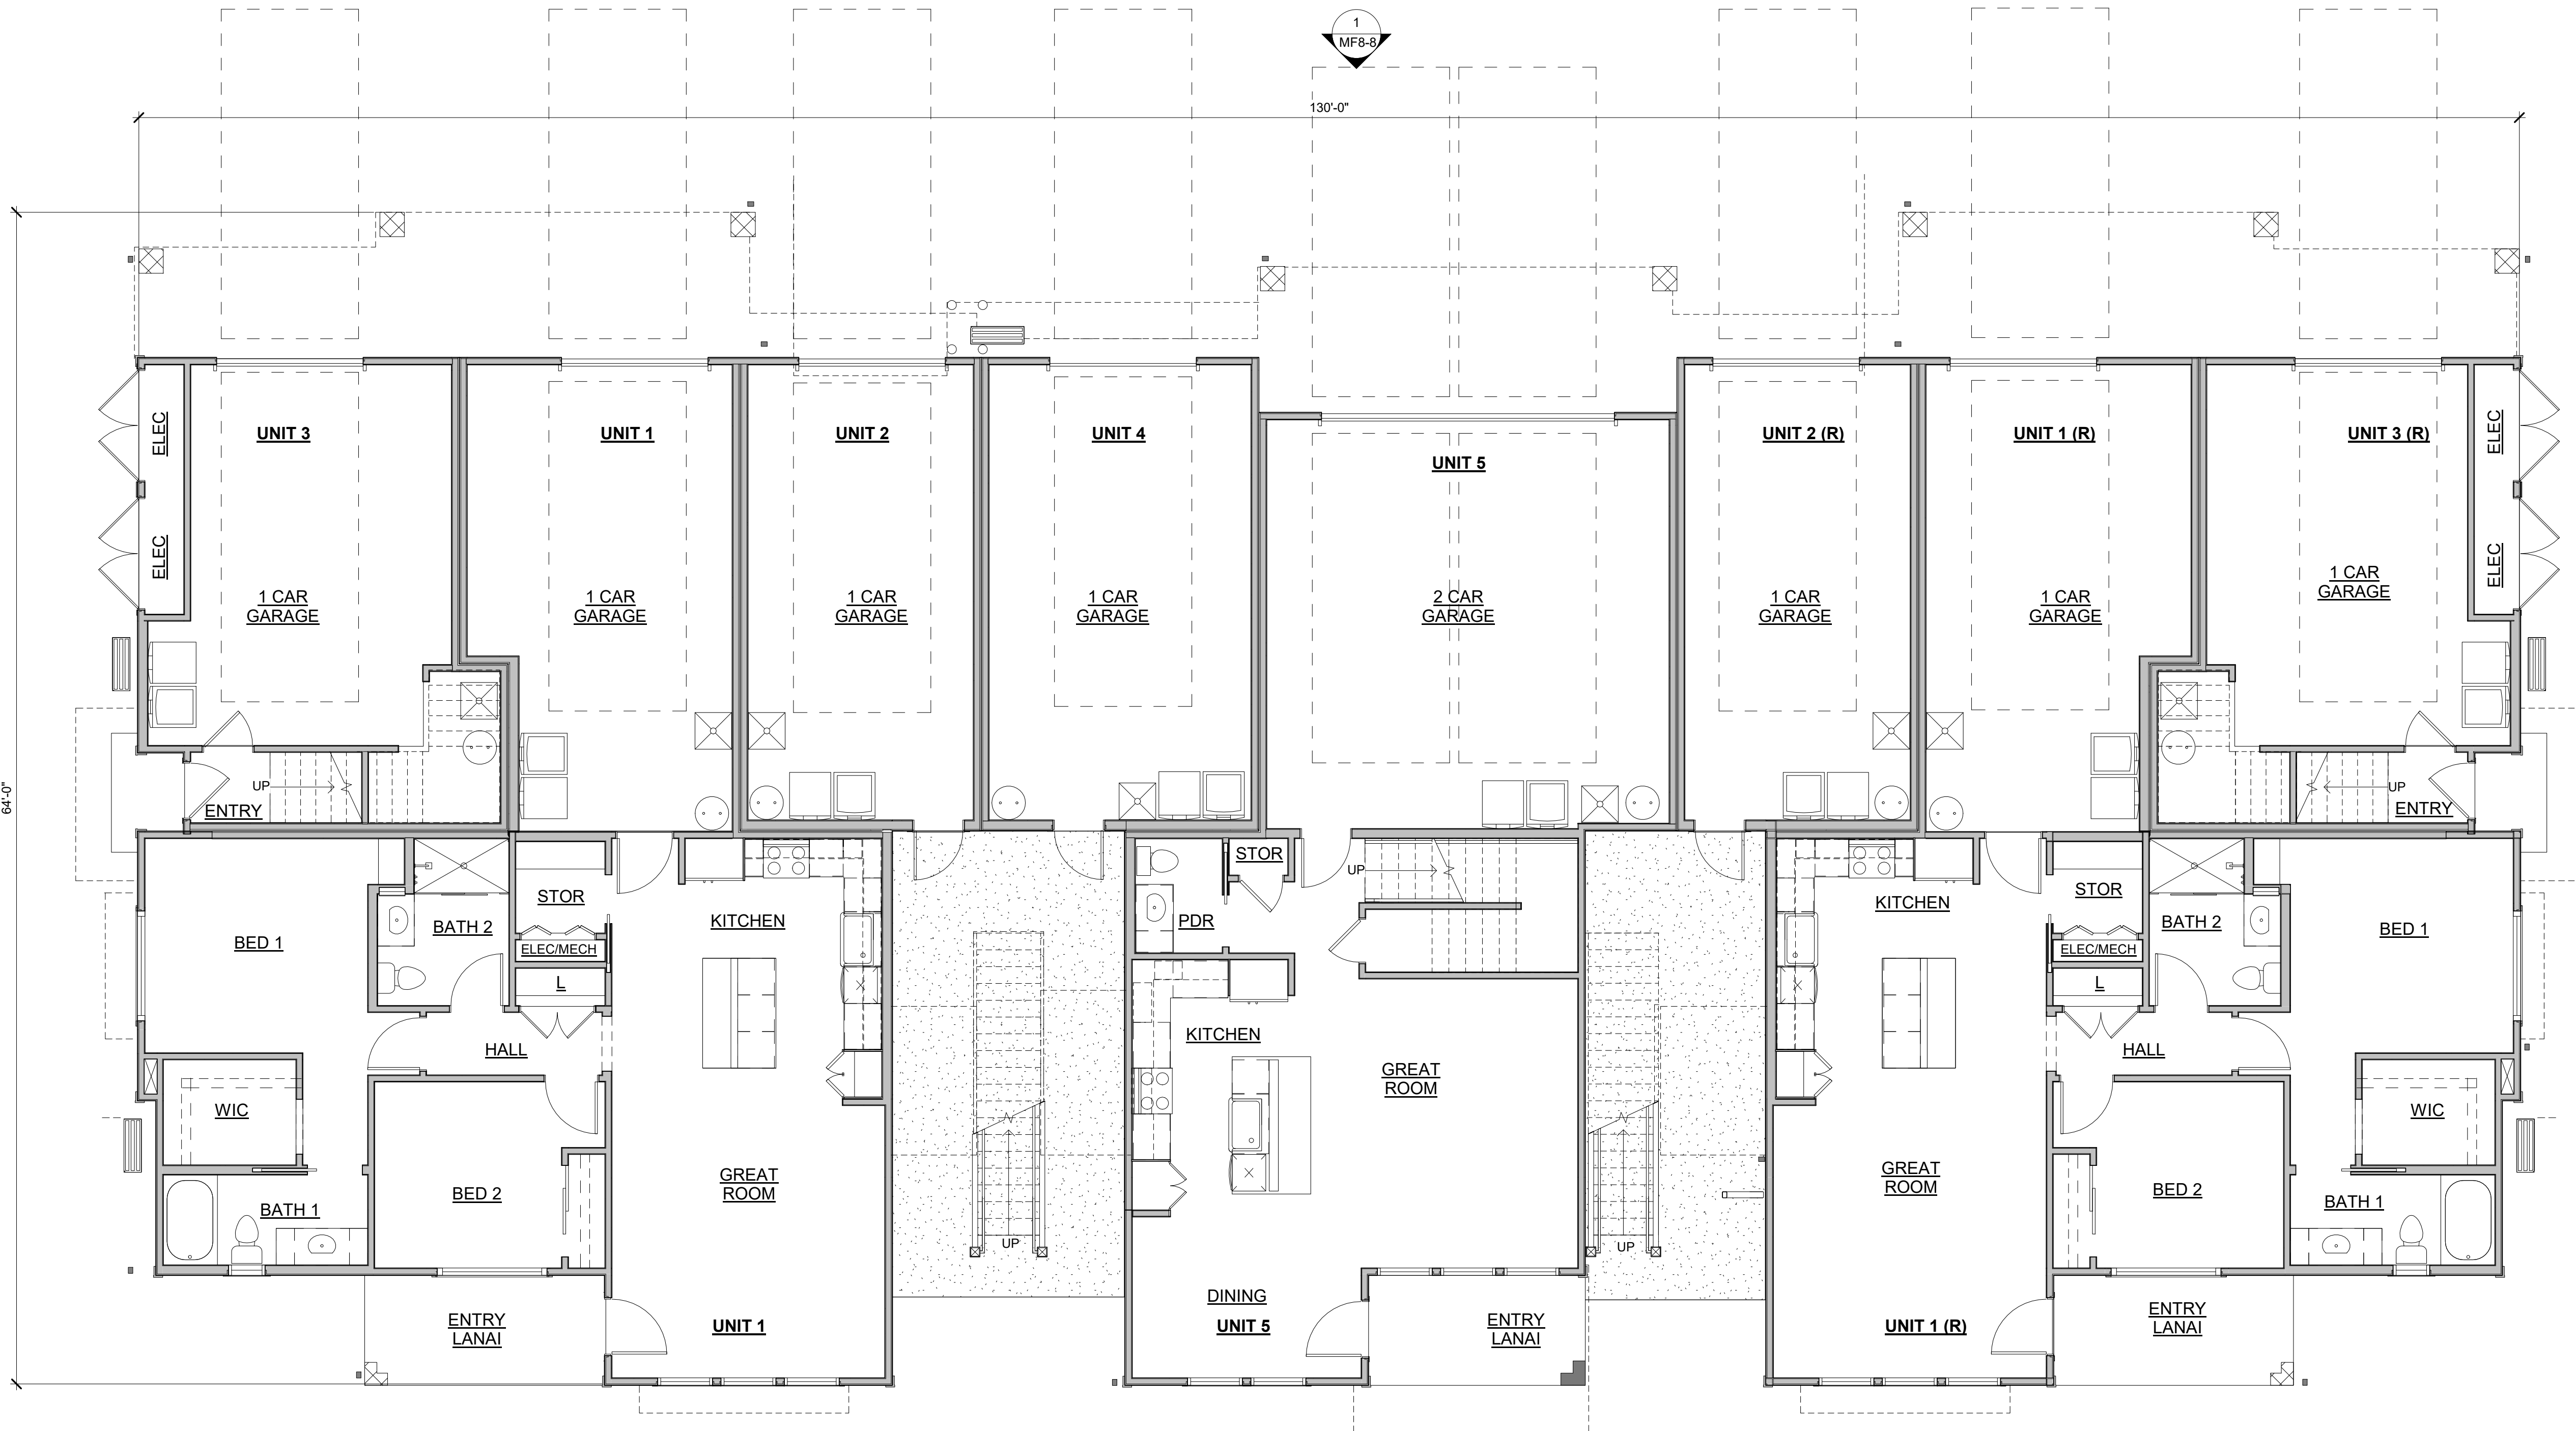 1
MF8-8
130'-0"
64'-0"
UNIT 3
UNIT 1
UNIT 2
UNIT 4
UNIT 5
UNIT 2 (R)
UNIT 1 (R)
UNIT 3 (R)
ELEC
ELEC
ELEC
ELEC
1 CAR
GARAGE
1 CAR
GARAGE
1 CAR
GARAGE
1 CAR
GARAGE
2 CAR
GARAGE
1 CAR
GARAGE
1 CAR
GARAGE
1 CAR
GARAGE
UP
ENTRY
UP
ENTRY
BED 1
BATH 2
STOR
ELEC/MECH
L
HALL
KITCHEN
WIC
BATH 1
BED 2
GREAT
ROOM
ENTRY
LANAI
UNIT 1
UP
STOR
PDR
UP
KITCHEN
GREAT
ROOM
DINING
UNIT 5
ENTRY
LANAI
UP
KITCHEN
STOR
ELEC/MECH
L
BATH 2
BED 1
HALL
WIC
GREAT
ROOM
BED 2
BATH 1
UNIT 1 (R)
ENTRY
LANAI